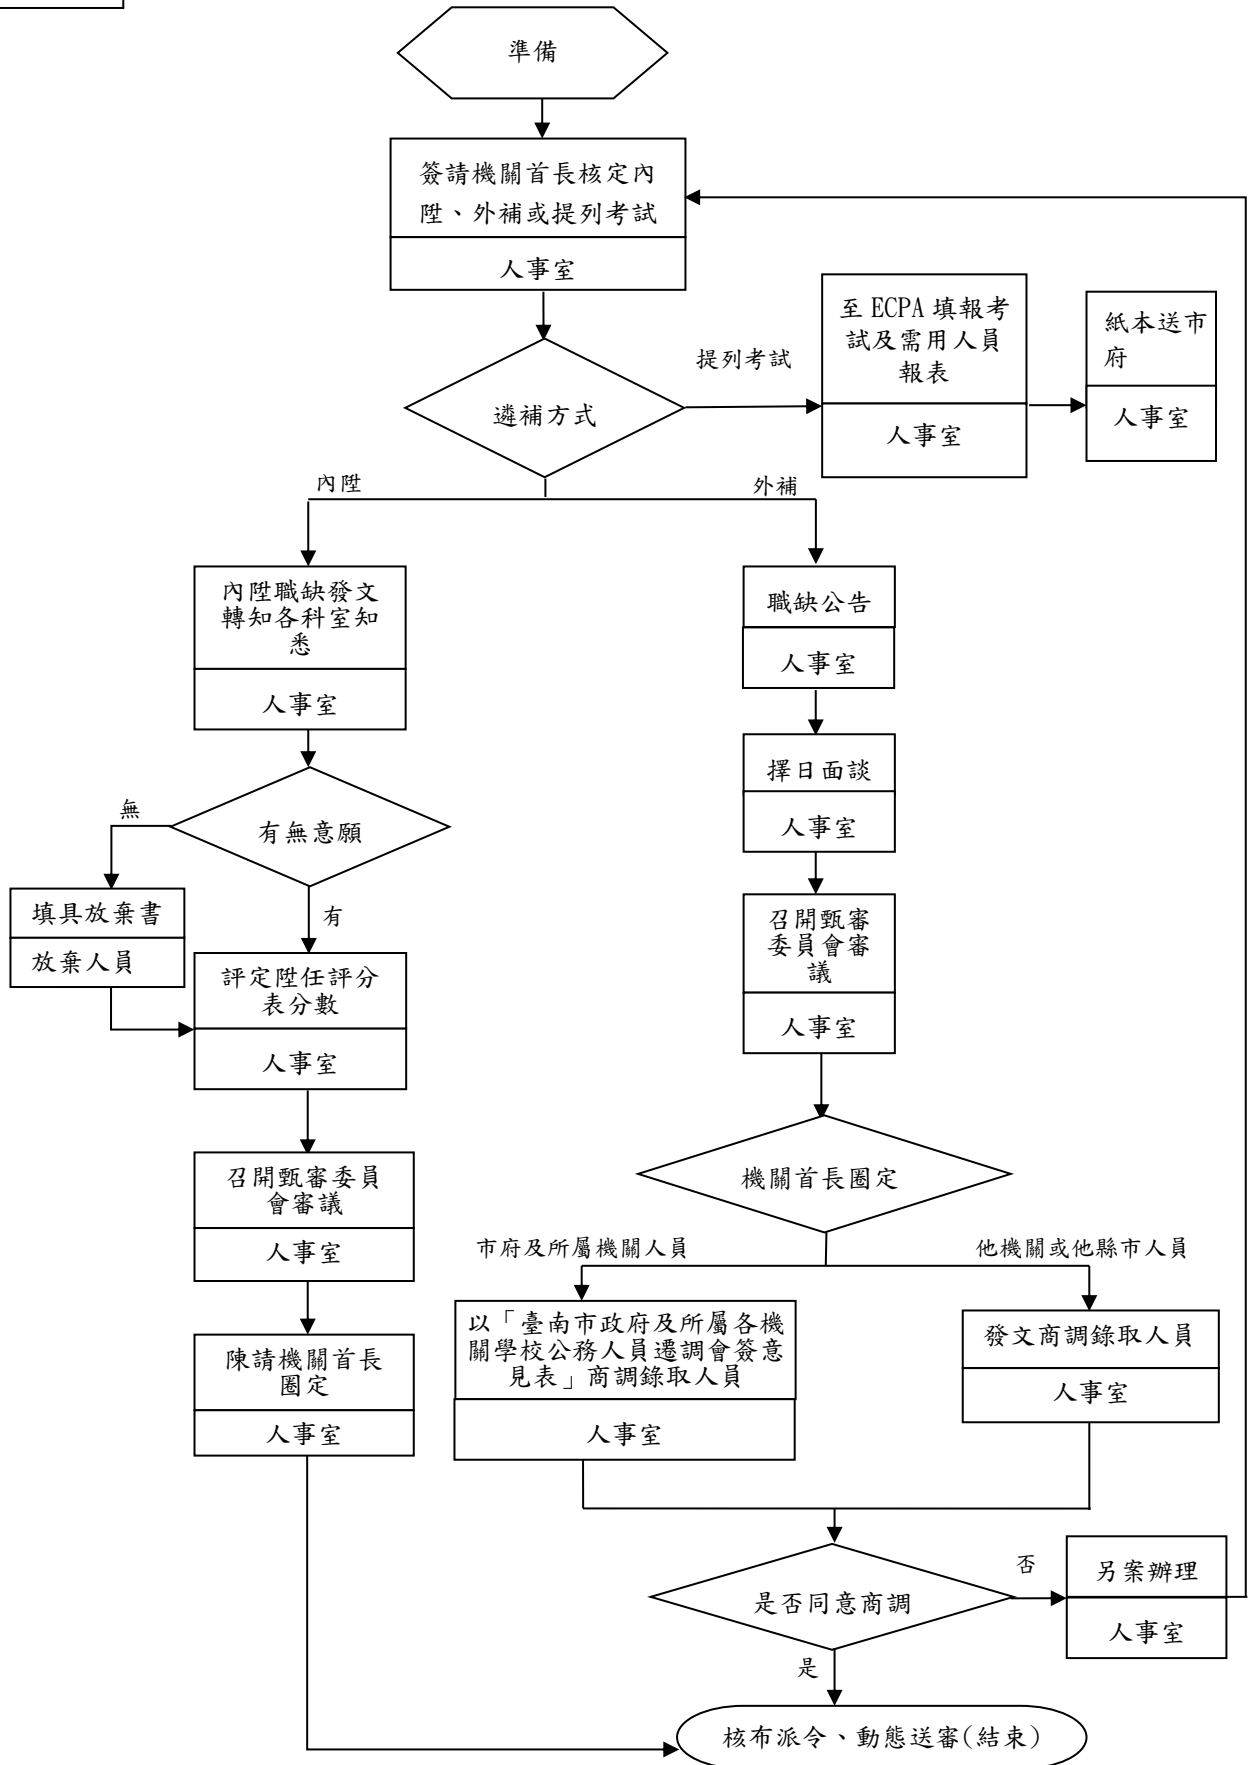 準備
簽請機關首長核定內
陞、外補或提列考試
人事室
遴補方式
提列考試
至 ECPA 填報考
試及需用人員
報表
人事室
紙本送市
府
人事室
內陞
外補
內陞職缺發文
轉知各科室知
悉
人事室
有無意願
無
填具放棄書
放棄人員
有
評定陞任評分
表分數
人事室
召開甄審委員
會審議
人事室
陳請機關首長
圈定
人事室
職缺公告
人事室
擇日面談
人事室
召開甄審
委員會審
議
人事室
機關首長圈定
市府及所屬機關人員
他機關或他縣市人員
以「臺南市政府及所屬各機
關學校公務人員遷調會簽意
見表」商調錄取人員
人事室
發文商調錄取人員
人事室
是否同意商調
否
另案辦理
人事室
是
核布派令、動態送審(結束)